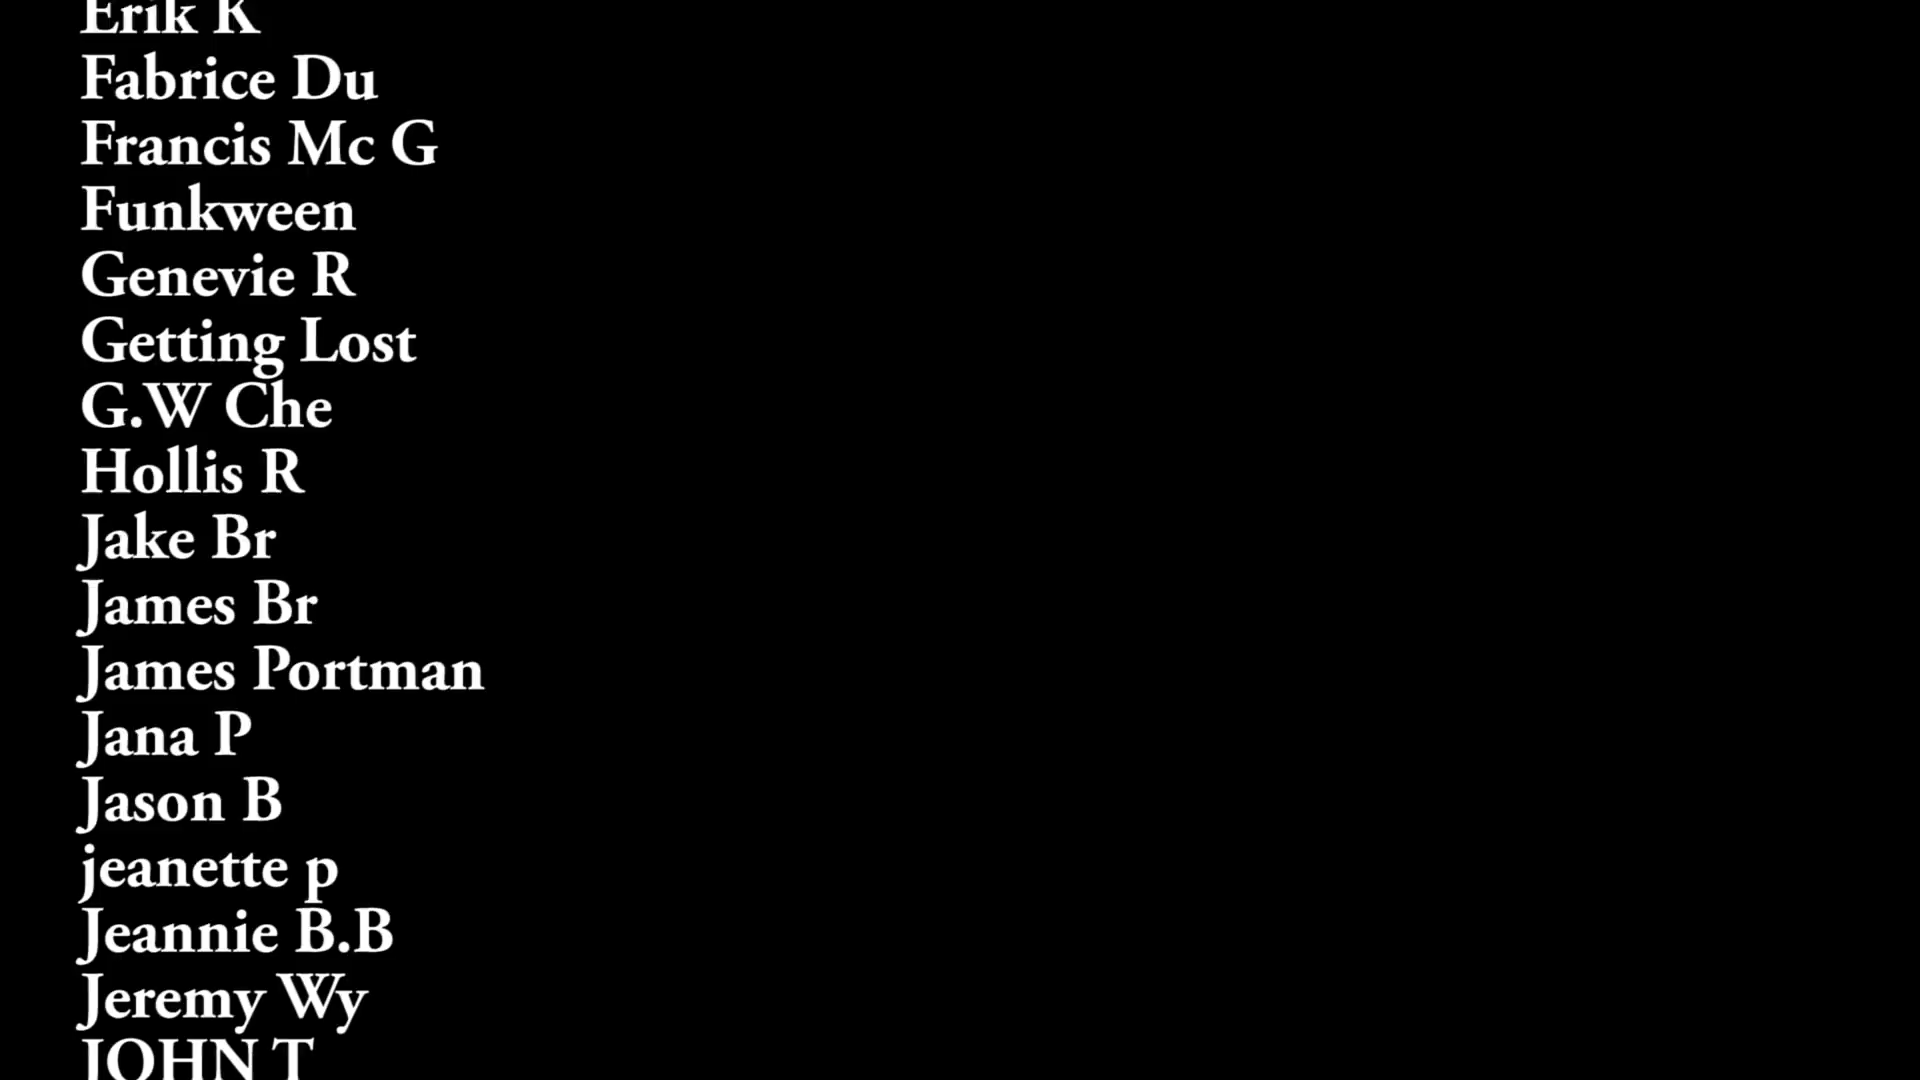 Erik K
Fabrice Du
Francis Mc G
Funkween
Genevie R
Getting Lost
G.W Che
Hollis R
Jake Br
James Br
James Portman
Jana P
Jason B
jeanette p
Jeannie B.B
Jeremy Wy
JOHN T